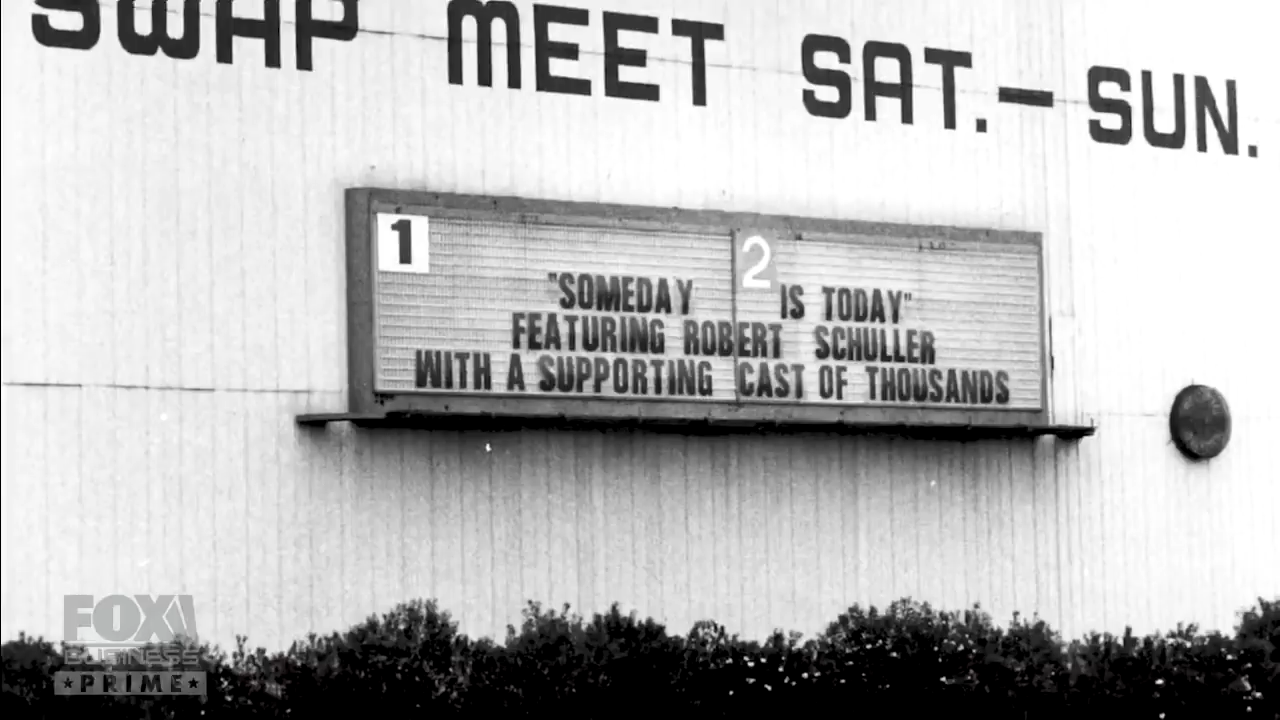 SWAP MEET SAT.-SUN.
1
2
"SOMEDAY IS TODAY"
FEATURING ROBERT SCHULLER
WITH A SUPPORTING CAST OF THOUSANDS
FOX
BUSINESS
PRIME